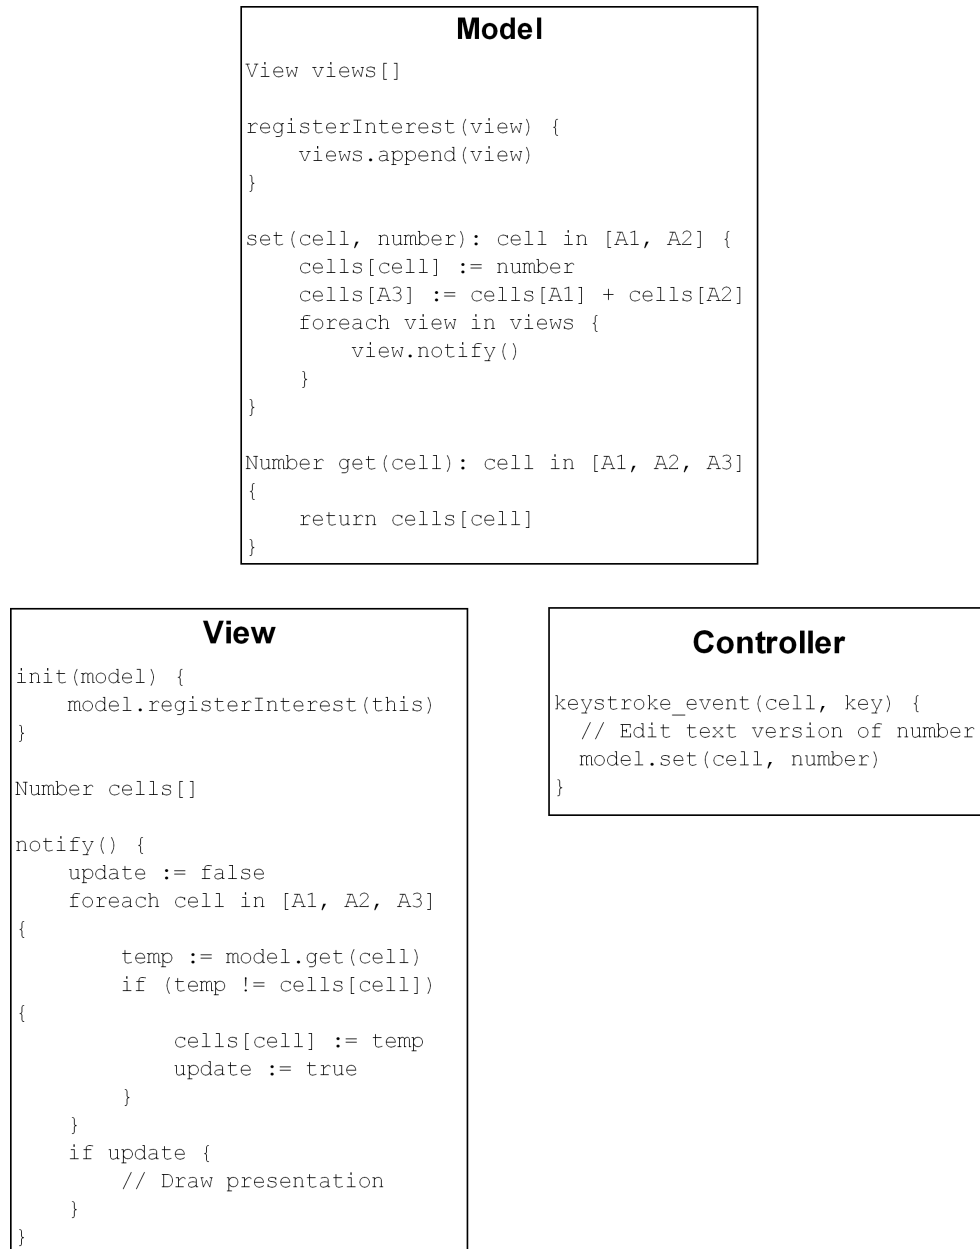 Model
View views[]
registerInterest(view) {
    views.append(view)
}
set(cell, number): cell in [A1, A2] {
    cells[cell] := number
    cells[A3] := cells[A1] + cells[A2]
    foreach view in views {
        view.notify()
    }
}
Number get(cell): cell in [A1, A2, A3]
{
    return cells[cell]
}
View
init(model) {
    model.registerInterest(this)
}
Number cells[]
notify() {
    update := false
    foreach cell in [A1, A2, A3]
{
        temp := model.get(cell)
        if (temp != cells[cell])
{
            cells[cell] := temp
            update := true
        }
    }
    if update {
        // Draw presentation
    }
}
Controller
keystroke_event(cell, key) {
  // Edit text version of number
  model.set(cell, number)
}